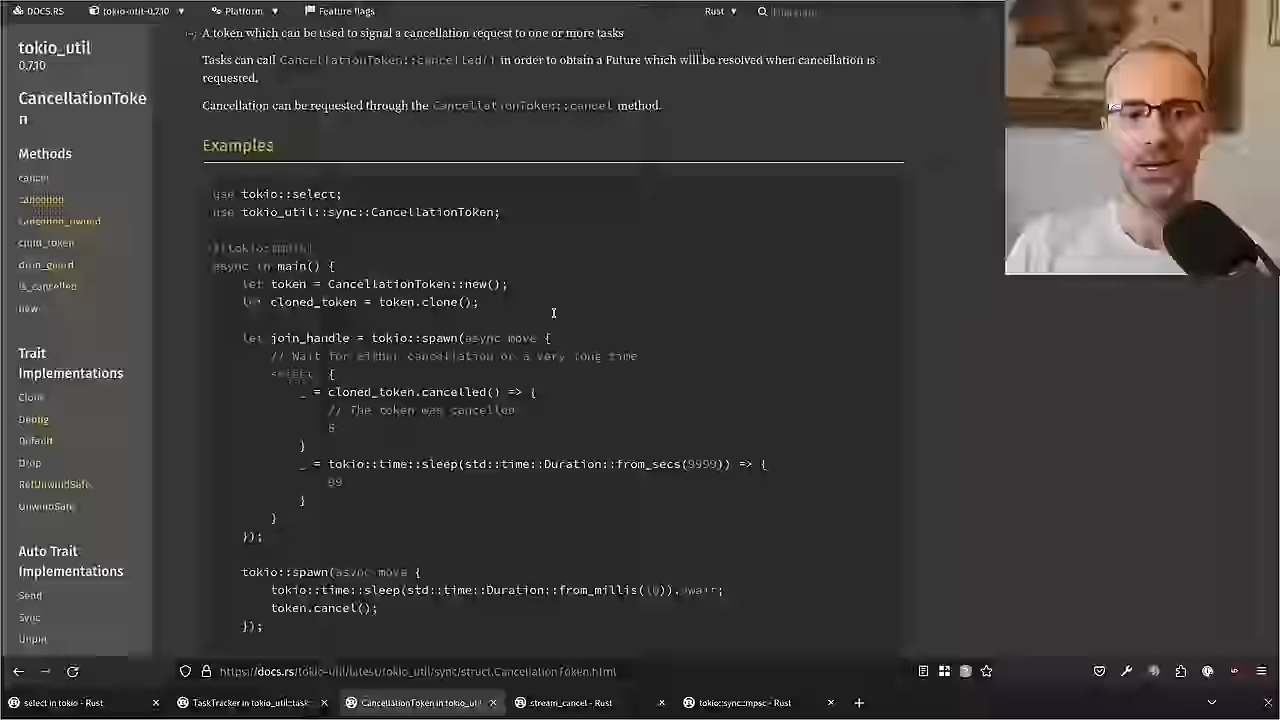 DOCS.RS
tokio-util-0.7.10
Platform
Feature flags
Rust
tokio_util
0.7.10
CancellationToke
n
Methods
cancel
cancelled
cancelled_owned
child_token
drop_guard
is_cancelled
new
Trait
Implementations
Clone
Debug
Default
Drop
RefUnwindSafe
UnwindSafe
Auto Trait
Implementations
Send
Sync
Unpin
A token which can be used to signal a cancellation request to one or more tasks
Tasks can call CancellationToken::cancelled() in order to obtain a Future which will be resolved when cancellation is
requested.
Cancellation can be requested through the CancellationToken::cancel method.
Examples
use tokio::select;
use tokio_util::sync::CancellationToken;
#[tokio::main]
async fn main() {
let token = CancellationToken::new();
let cloned_token = token.clone();
let join_handle = tokio::spawn(async move {
// Wait for either cancellation or a very long time
select! {
_ = cloned_token.cancelled() => {
// The token was cancelled
5
}
_ = tokio::time::sleep(std::time::Duration::from_secs(9999)) => {
99
}
}
});
tokio::spawn(async move {
tokio::time::sleep(std::time::Duration::from_millis(10)).await;
token.cancel();
});
https://docs.rs/tokio-util/latest/tokio_util/sync/struct.CancellationToken.html
select in tokio - Rust
TaskTracker in tokio_util::task
CancellationToken in tokio_util
stream_cancel - Rust
tokio::sync::mpsc - Rust